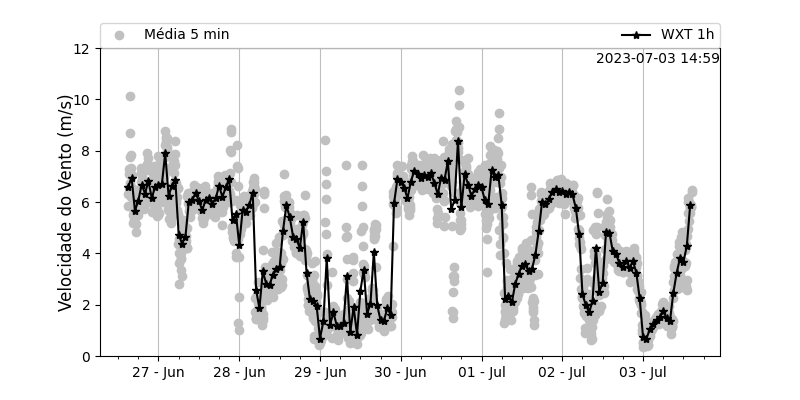 Média 5 min
WXT 1h
2023-07-03 14:59
Velocidade do Vento (m/s)
12
10
8
6
4
2
0
27 - Jun
28 - Jun
29 - Jun
30 - Jun
01 - Jul
02 - Jul
03 - Jul